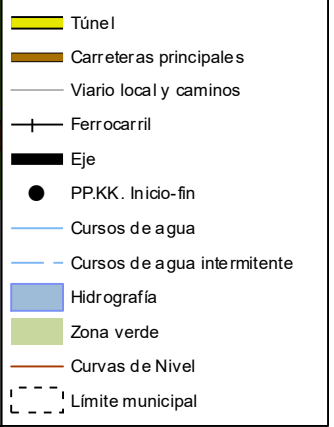 Túnel
Carreteras principales
Viario local y caminos
Ferrocarril
Eje
PP.KK. Inicio-fin
Cursos de agua
Cursos de agua intermitente
Hidrografía
Zona verde
Curvas de Nivel
Límite municipal